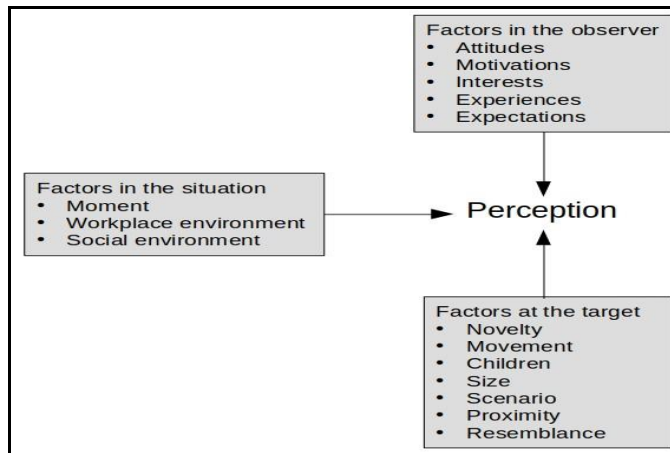 Factors in the observer
• Attitudes
• Motivations
• Interests
• Experiences
• Expectations
Factors in the situation
• Moment
• Workplace environment
• Social environment
Perception
Factors at the target
• Novelty
• Movement
• Children
• Size
• Scenario
• Proximity
• Resemblance